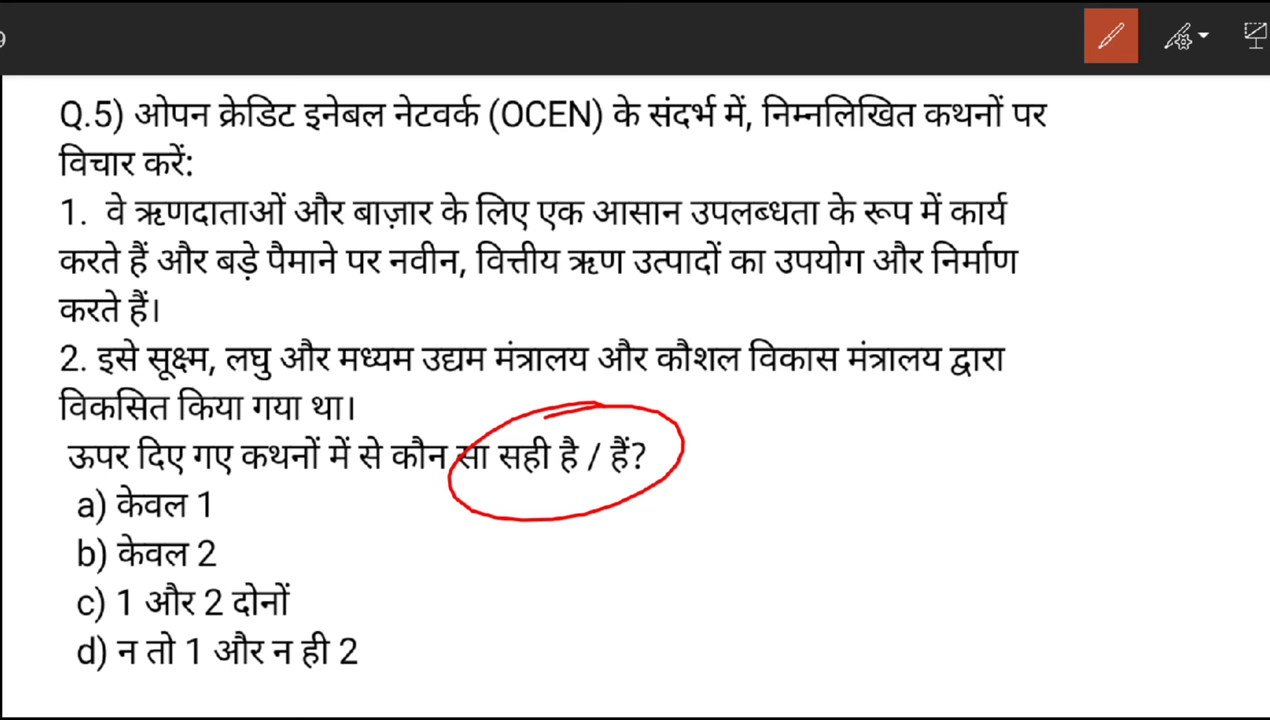 9
Q.5) ओपन क्रेडिट इनेबल नेटवर्क (OCEN) के संदर्भ में, निम्नलिखित कथनों पर
विचार करें:
1. वे ऋणदाताओं और बाज़ार के लिए एक आसान उपलब्धता के रूप में कार्य
करते हैं और बड़े पैमाने पर नवीन, वित्तीय ऋण उत्पादों का उपयोग और निर्माण
करते हैं।
2. इसे सूक्ष्म, लघु और मध्यम उद्यम मंत्रालय और कौशल विकास मंत्रालय द्वारा
विकसित किया गया था।
ऊपर दिए गए कथनों में से कौन सा सही है / हैं?
a) केवल 1
b) केवल 2
c) 1 और 2 दोनों
d) न तो 1 और न ही 2